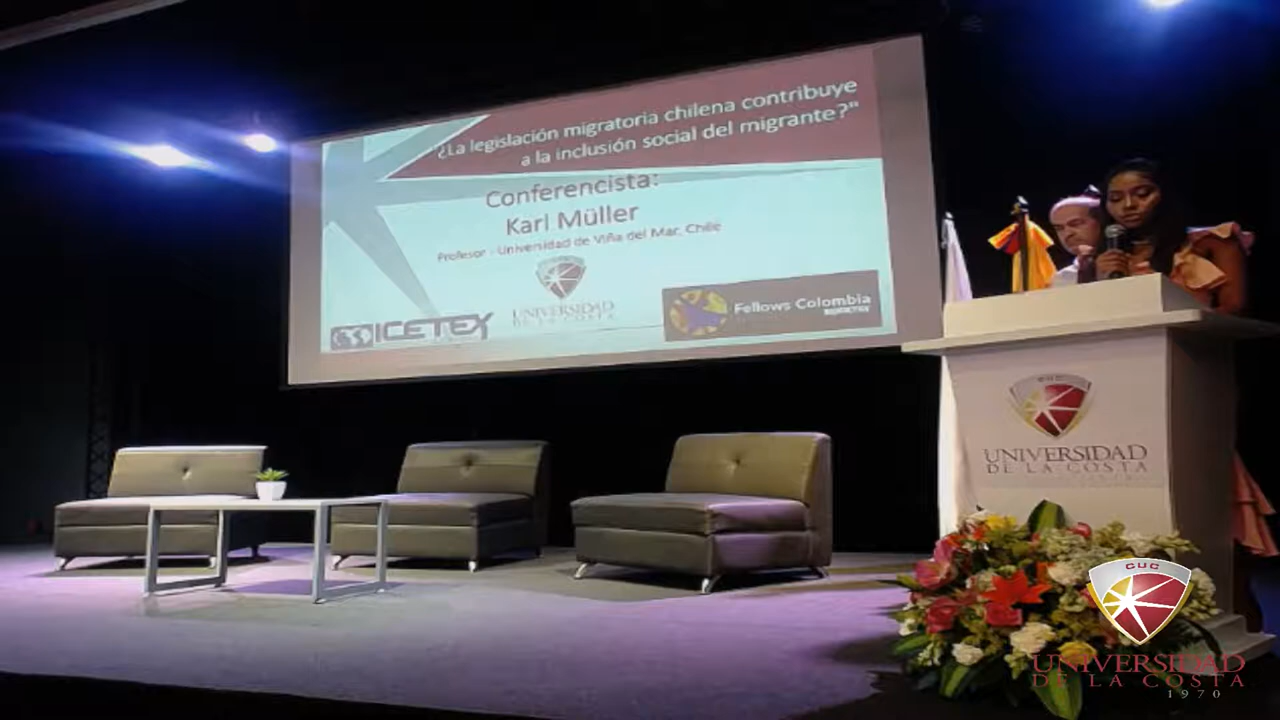 ¿La legislación migratoria chilena contribuye
a la inclusión social del migrante?"
Conferencista:
Karl Müller
Profesor - Universidad de Viña del Mar, Chile
ICETEX
UNIVERSIDAD
DE LA COSTA
Fellows Colombia
CUC
UNIVERSIDAD
DE LA COSTA
CUC
UNIVERSIDAD
DE LA COSTA
1970